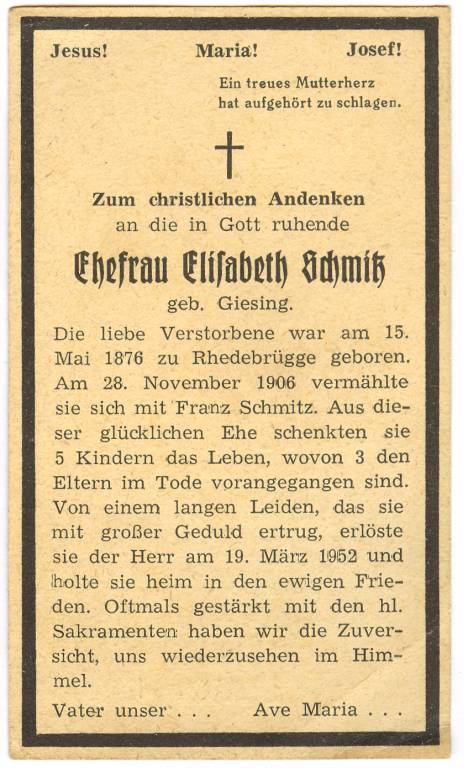 Jesus! Maria! Josef!
Ein treues Mutterherz
hat aufgehört zu schlagen.
Zum christlichen Andenken
an die in Gott ruhende
Ehefrau Elisabeth Schmitz
geb. Giesing.
Die liebe Verstorbene war am 15.
Mai 1876 zu Rhedebrügge geboren.
Am 28. November 1906 vermählte
sie sich mit Franz Schmitz. Aus die-
ser glücklichen Ehe schenkten sie
5 Kindern das Leben, wovon 3 den
Eltern im Tode vorangegangen sind.
Von einem langen Leiden, das sie
mit großer Geduld ertrug, erlöste
sie der Herr am 19. März 1952 und
holte sie heim in den ewigen Frie-
den. Oftmals gestärkt mit den hl.
Sakramenten haben wir die Zuver-
sicht, uns wiederzusehen im Him-
mel.
Vater unser . . . Ave Maria . . .